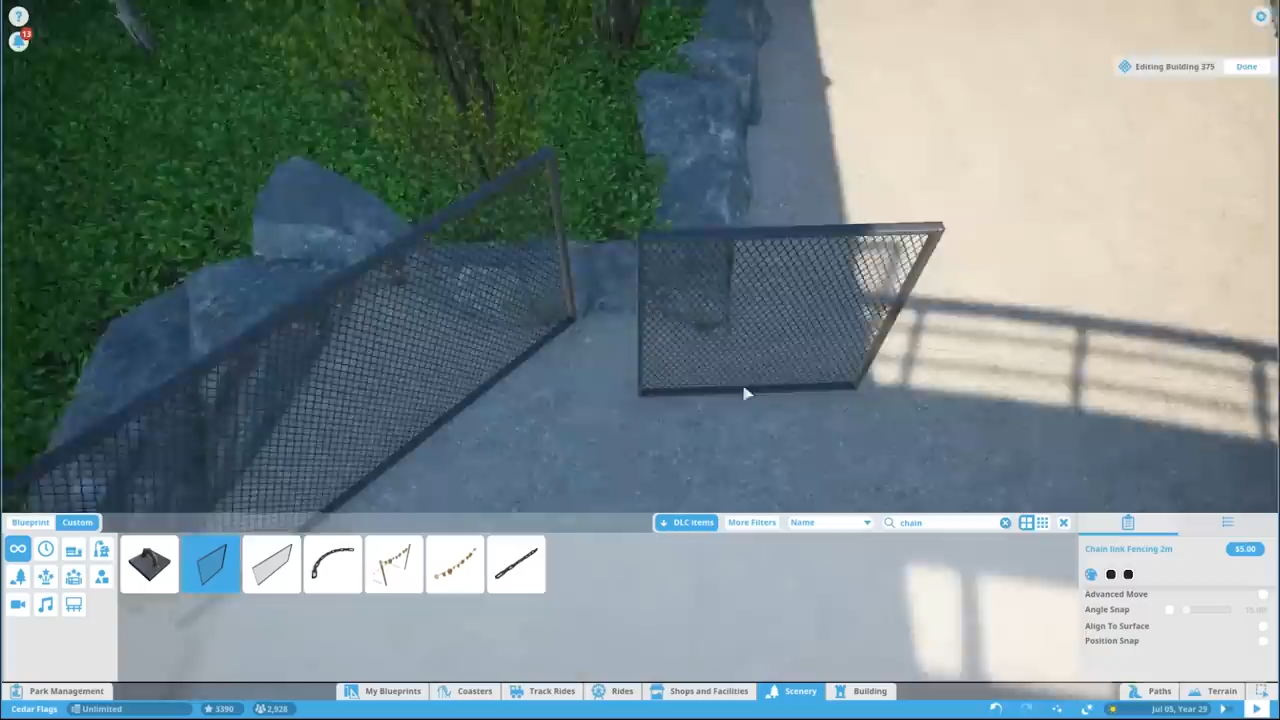 ?
13
Editing Building 375 Done
Blueprint Custom DLC Items More Filters Name chain
Chain link Fencing 2m $5.00
Advanced Move
Angle Snap
Align To Surface
Position Snap
Park Management My Blueprints Coasters Track Rides Rides Shops and Facilities Scenery Building Paths Terrain
Cedar Flags Unlimited 3390 2,928 Jul 05, Year 29